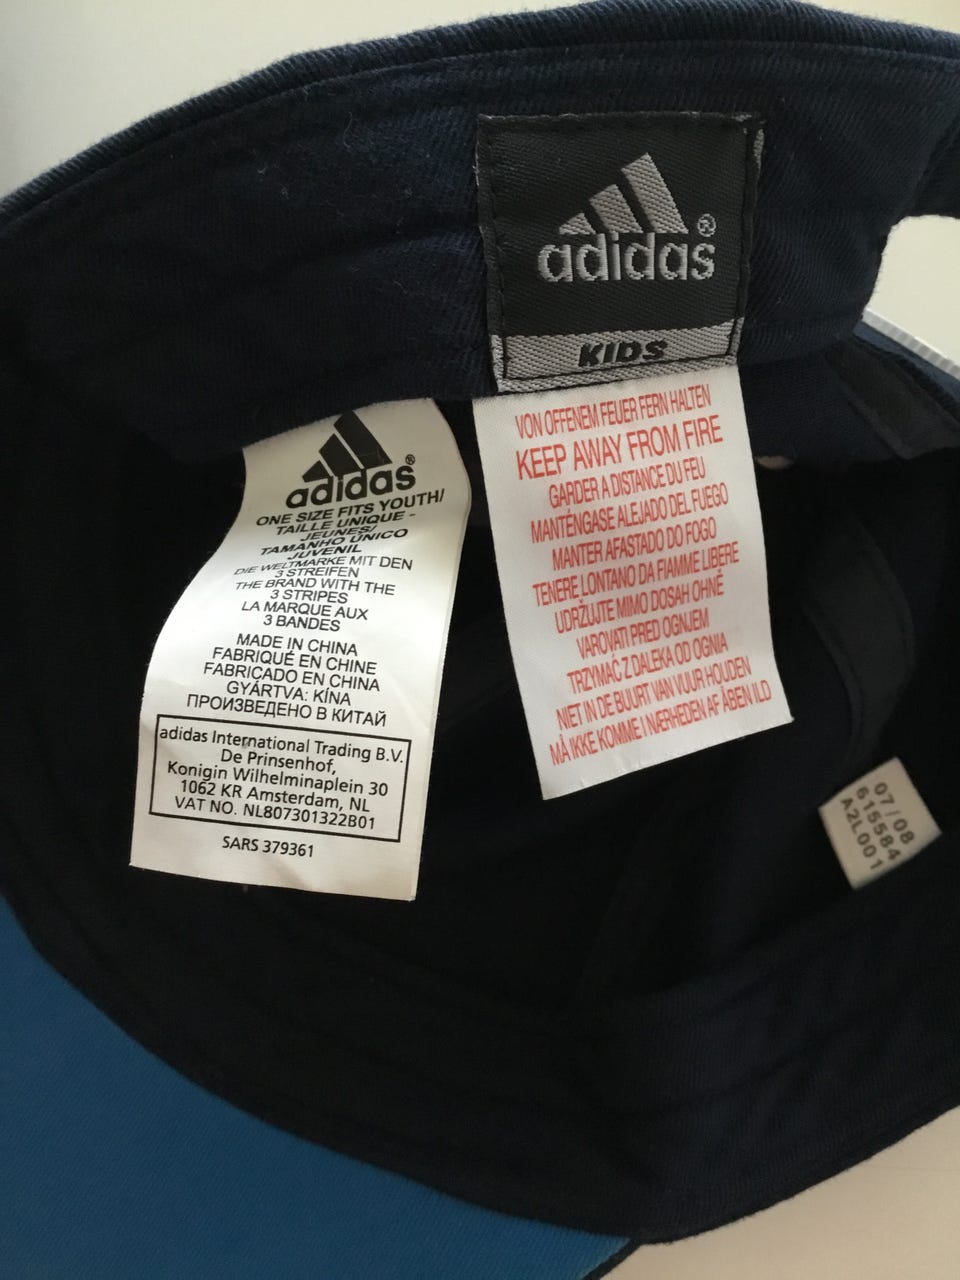 adidas®
KIDS
adidas®
ONE SIZE FITS YOUTH/
TAILLE UNIQUE -
JEUNES/
TAMANHO ÚNICO
JUVENIL
DIE WELTMARKE MIT DEN
3 STREIFEN
THE BRAND WITH THE
3 STRIPES
LA MARQUE AUX
3 BANDES
MADE IN CHINA
FABRIQUÉ EN CHINE
FABRICADO EN CHINA
GYÁRTVA: KÍNA
ПРОИЗВЕДЕНО В КИТАЙ
adidas International Trading B.V.
De Prinsenhof,
Konigin Wilhelminaplein 30
1062 KR Amsterdam, NL
VAT NO. NL807301322B01
SARS 379361
VON OFFENEM FEUER FERN HALTEN
KEEP AWAY FROM FIRE
GARDER A DISTANCE DU FEU
MANTÉNGASE ALEJADO DEL FUEGO
MANTER AFASTADO DO FOGO
TENERE LONTANO DA FIAMME LIBERE
UDRŽUJTE MIMO DOSAH OHNĚ
VAROVATI PRED OGNJEM
TRZYMAĆ Z DALEKA OD OGNIA
NIET IN DE BUURT VAN VUUR HOUDEN
MÅ IKKE KOMME I NÆRHEDEN AF ÅBEN ILD
07/08
615584
A2L001